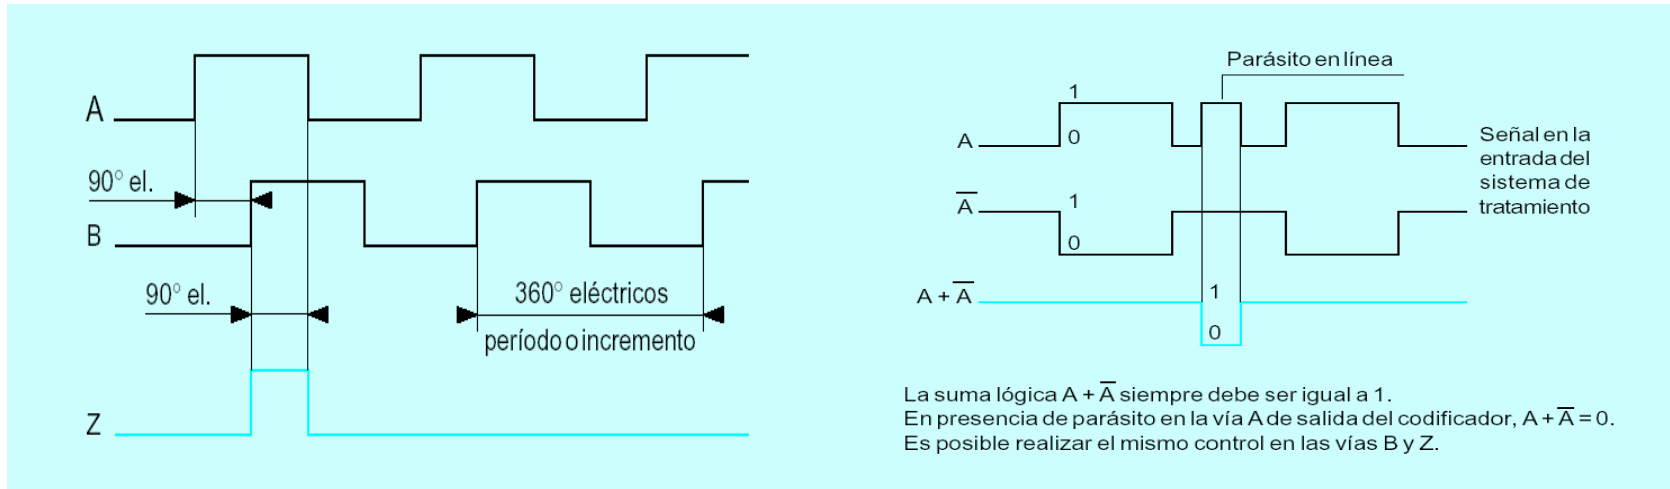 A
90° el.
B
90° el.
360° eléctricos
período o incremento
Z
Parásito en línea
1
A
0
Señal en la
entrada del
sistema de
tratamiento
A̅
1
0
A + A̅
1
0
La suma lógica A + A̅ siempre debe ser igual a 1.
En presencia de parásito en la vía A de salida del codificador, A + A̅ = 0.
Es posible realizar el mismo control en las vías B y Z.